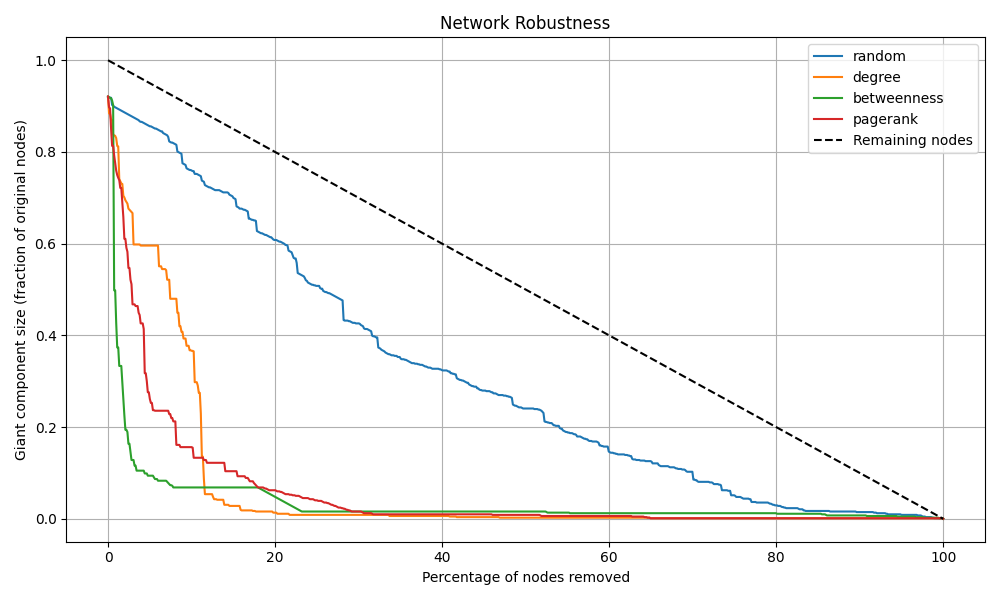 Network Robustness
Giant component size (fraction of original nodes)
1.0
0.8
0.6
0.4
0.2
0.0
random
degree
betweenness
pagerank
Remaining nodes
0 20 40 60 80 100
Percentage of nodes removed